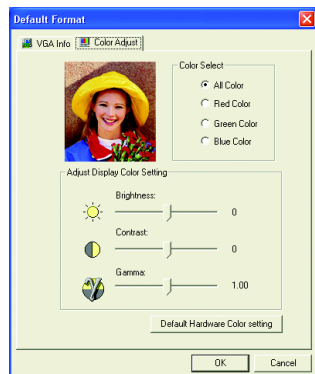 Default Format
VGA Info
Color Adjust
Color Select
All Color
Red Color
Green Color
Blue Color
Adjust Display Color Setting
Brightness:
0
Contrast:
0
Gamma:
1.00
Default Hardware Color setting
OK
Cancel